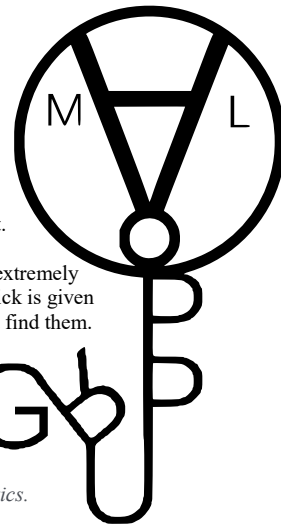 M L
extremely
ck is given
find them.
G
ics.